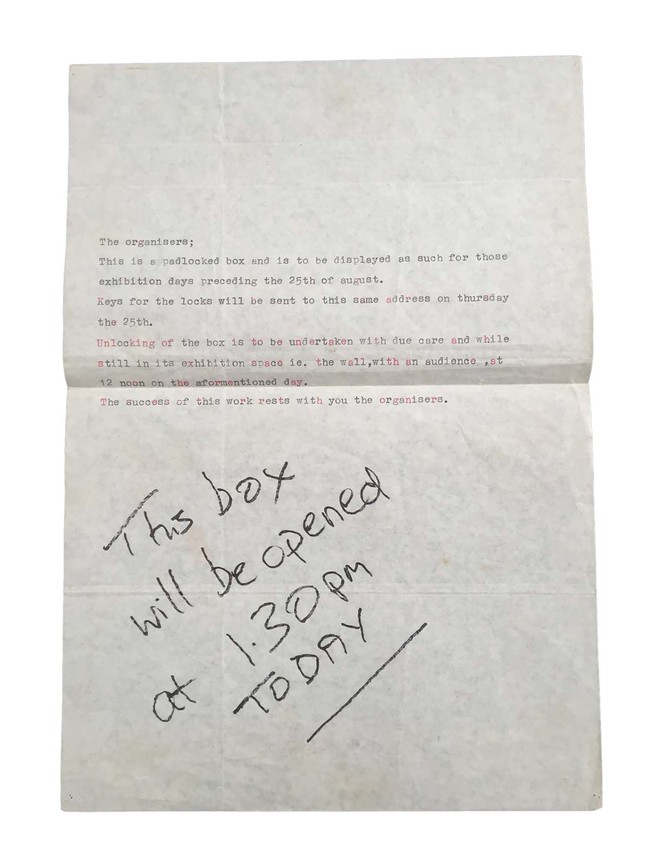 The organisers;
This is a padlocked box and is to be displayed as such for those
exhibition days preceding the 25th of august.
Keys for the locks will be sent to this same address on thursday
the 25th.
Unlocking of the box is to be undertaken with due care and while
still in its exhibition space ie. the wall,with an audience ,at
12 noon on the aformentioned day.
The success of this work rests with you the organisers.
This box
will be opened
at 1.30pm
TODAY